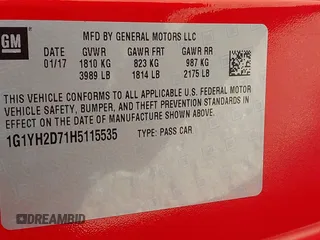 GM
MFD BY GENERAL MOTORS LLC
DATE GVWR GAWR FRT GAWR RR
01/17 1810 KG 823 KG 987 KG
3989 LB 1814 LB 2175 LB
THIS VEHICLE CONFORMS TO ALL APPLICABLE U.S. FEDERAL MOTOR
VEHICLE SAFETY, BUMPER, AND THEFT PREVENTION STANDARDS
IN EFFECT ON THE DATE OF MANUFACTURE SHOWN ABOVE.
1G1YH2D71H5115535 TYPE: PASS CAR
DREAMBID